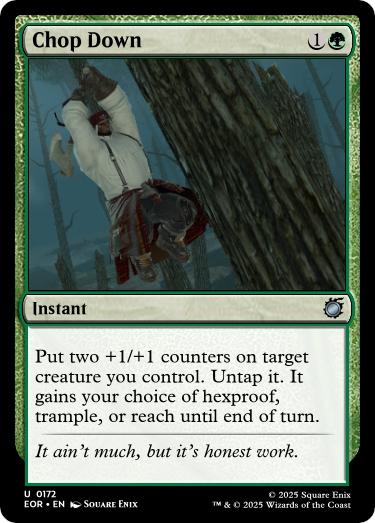 Chop Down 1
Instant
Put two +1/+1 counters on target
creature you control. Untap it. It
gains your choice of hexproof,
trample, or reach until end of turn.
It ain't much, but it's honest work.
U 0172
EOR • EN Square Enix
© 2025 Square Enix
™ & © 2025 Wizards of the Coast